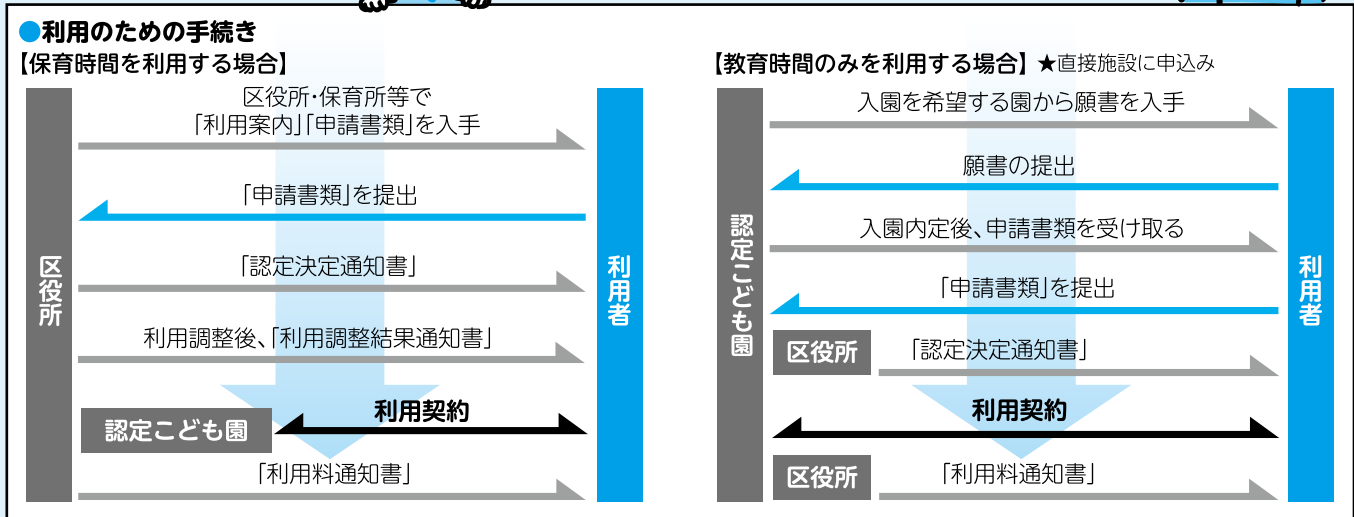 ●利用のための手続き
【保育時間を利用する場合】
区役所
利用者
区役所・保育所等で
「利用案内」「申請書類」を入手
「申請書類」を提出
「認定決定通知書」
利用調整後、「利用調整結果通知書」
認定こども園
利用契約
「利用料通知書」
【教育時間のみを利用する場合】★直接施設に申込み
認定こども園
利用者
入園を希望する園から願書を入手
願書の提出
入園内定後、申請書類を受け取る
「申請書類」を提出
区役所
「認定決定通知書」
利用契約
区役所
「利用料通知書」